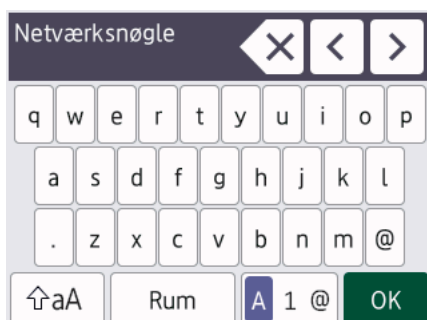 Netværksnøgle
q w e r t y u i o p
a s d f g h j k l
. z x c v b n m @
aA Rum A 1 @ OK